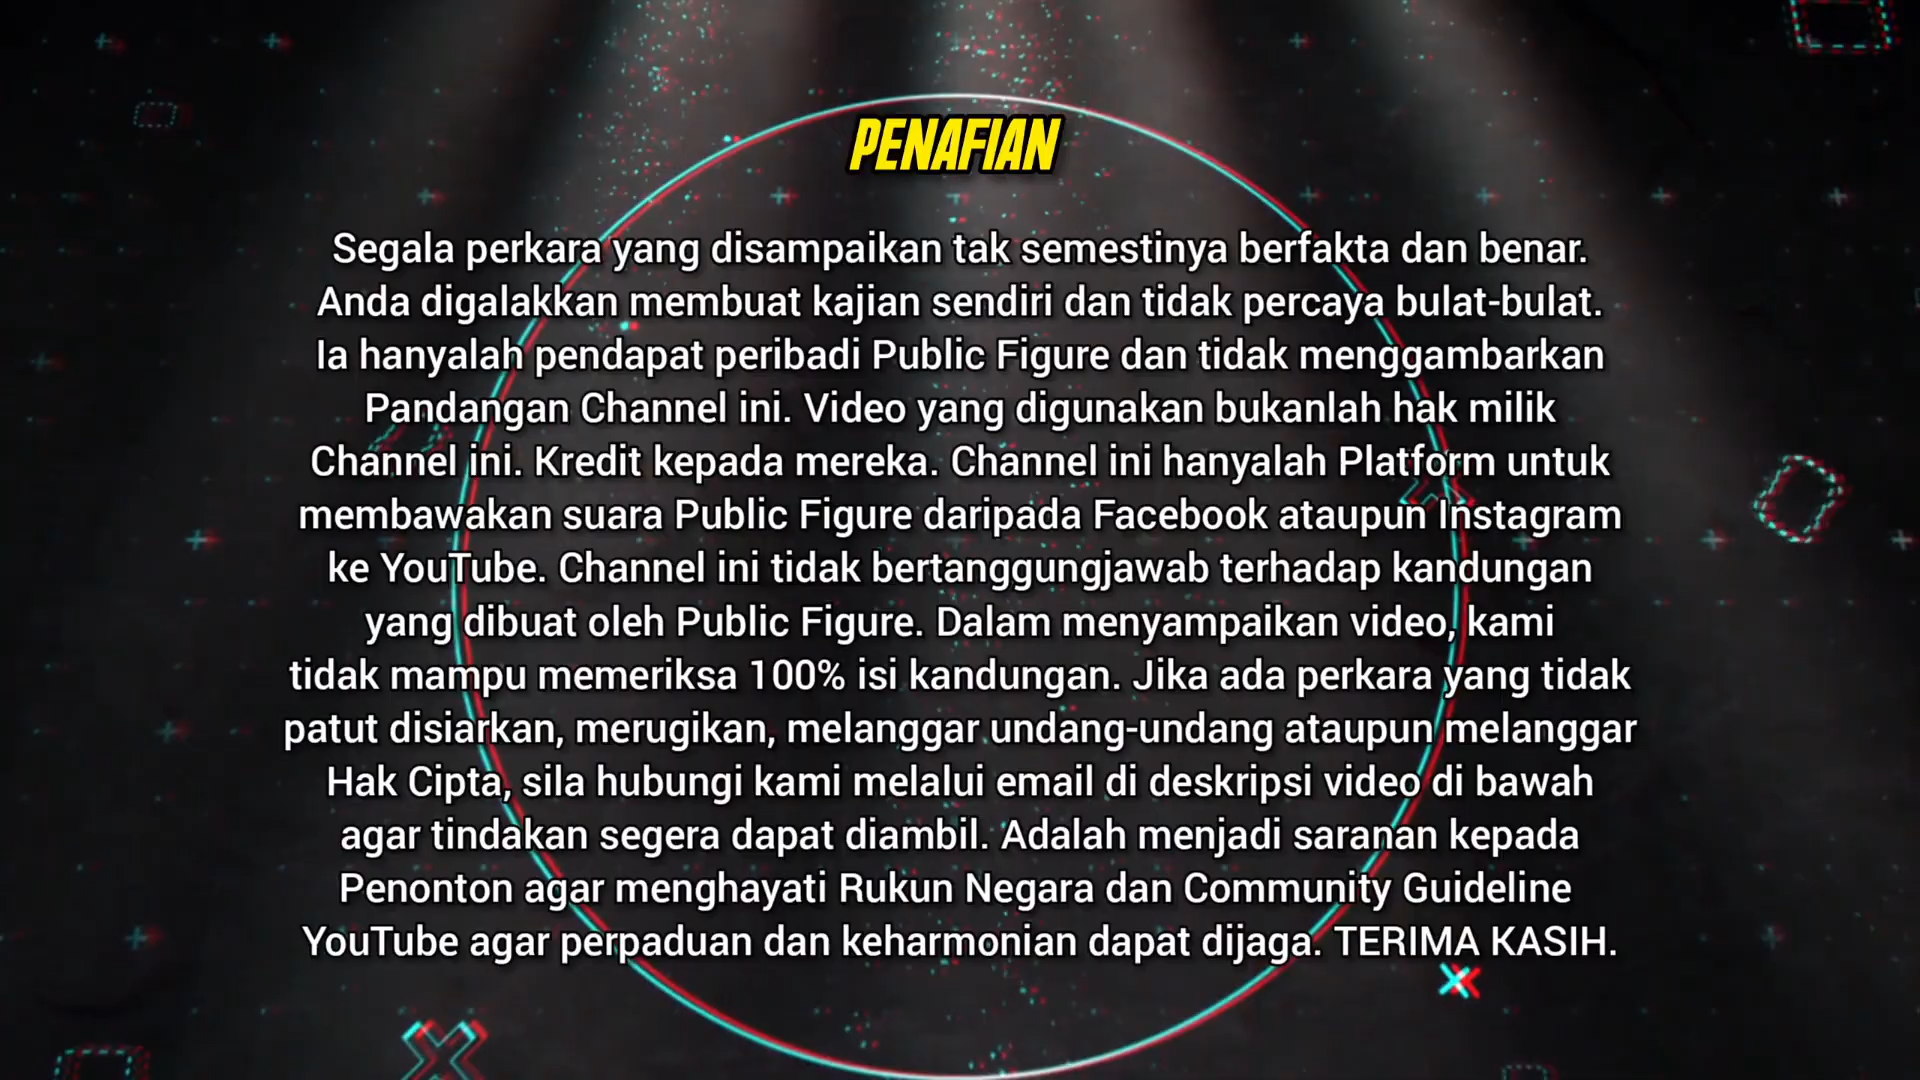 PENAFIAN
Segala perkara yang disampaikan tak semestinya berfakta dan benar.
Anda digalakkan membuat kajian sendiri dan tidak percaya bulat-bulat.
Ia hanyalah pendapat peribadi Public Figure dan tidak menggambarkan
Pandangan Channel ini. Video yang digunakan bukanlah hak milik
Channel ini. Kredit kepada mereka. Channel ini hanyalah Platform untuk
membawakan suara Public Figure daripada Facebook ataupun Instagram
ke YouTube. Channel ini tidak bertanggungjawab terhadap kandungan
yang dibuat oleh Public Figure. Dalam menyampaikan video, kami
tidak mampu memeriksa 100% isi kandungan. Jika ada perkara yang tidak
patut disiarkan, merugikan, melanggar undang-undang ataupun melanggar
Hak Cipta, sila hubungi kami melalui email di deskripsi video di bawah
agar tindakan segera dapat diambil. Adalah menjadi saranan kepada
Penonton agar menghayati Rukun Negara dan Community Guideline
YouTube agar perpaduan dan keharmonian dapat dijaga. TERIMA KASIH.